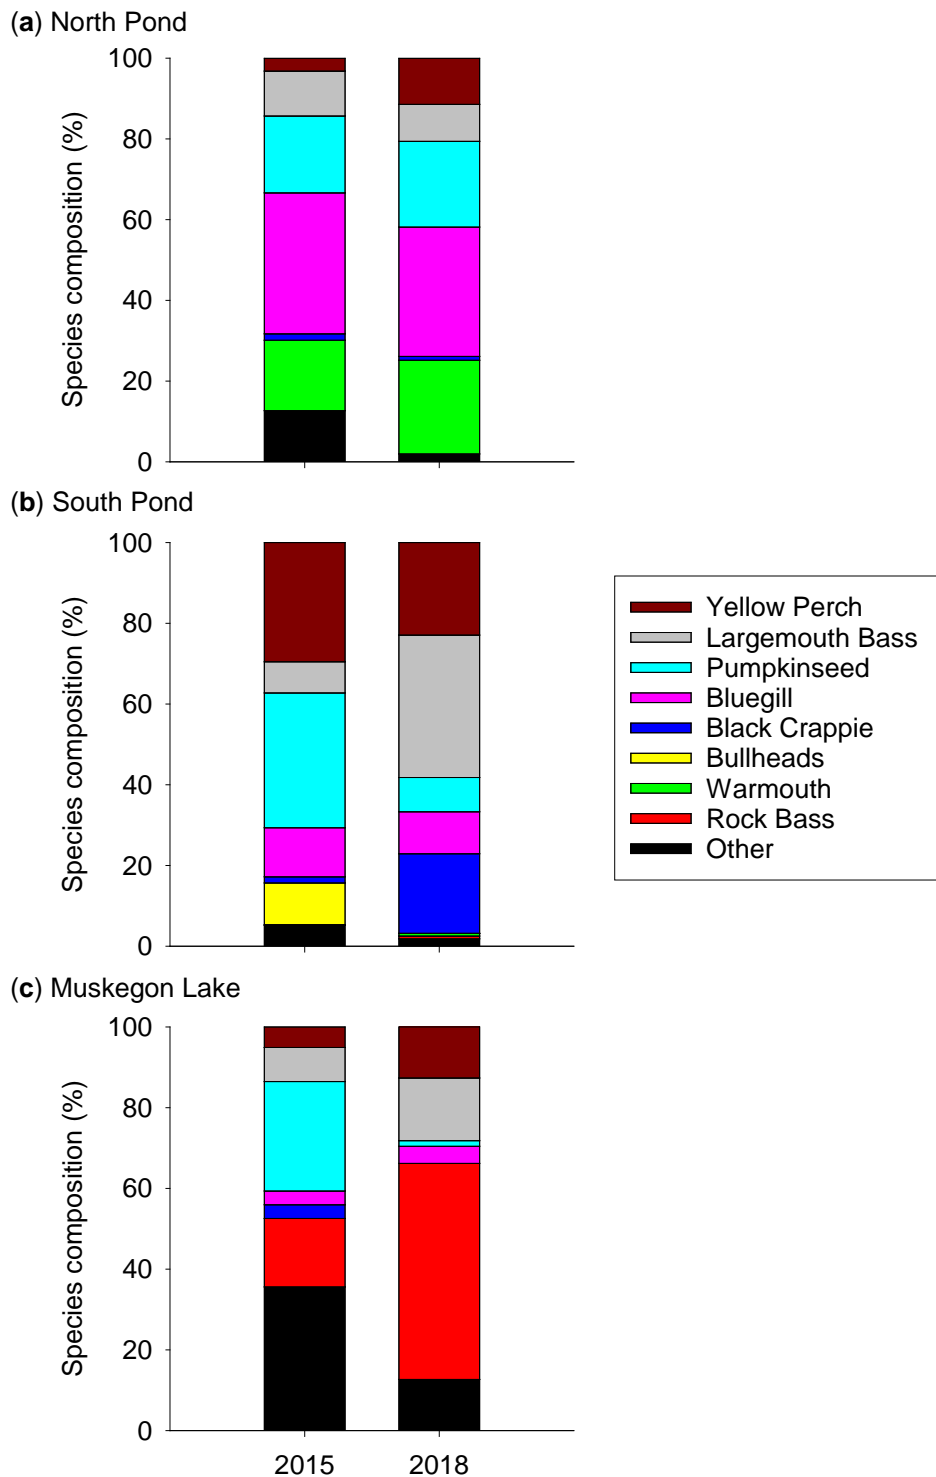 (a) North Pond
100
80
60
40
20
0
Species composition (%)
(b) South Pond
100
80
60
40
20
0
Species composition (%)
Yellow Perch
Largemouth Bass
Pumpkinseed
Bluegill
Black Crappie
Bullheads
Warmouth
Rock Bass
Other
(c) Muskegon Lake
100
80
60
40
20
0
Species composition (%)
2015 2018